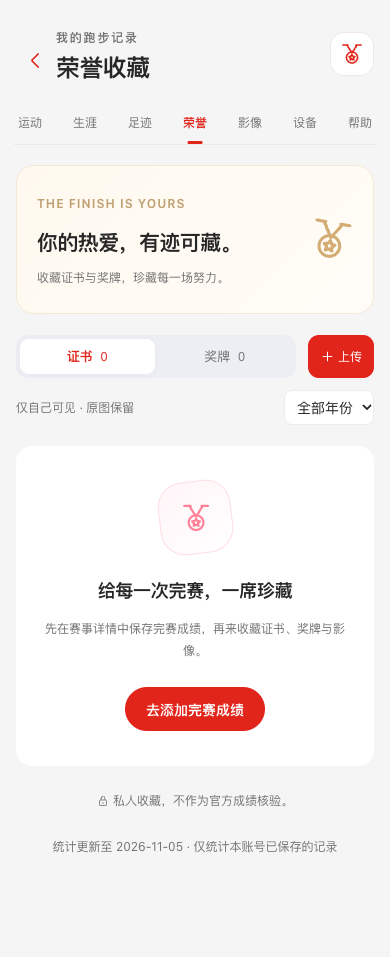 我的跑步记录
荣誉收藏
运动 生涯 足迹 荣誉 影像 设备 帮助
THE FINISH IS YOURS
你的热爱，有迹可藏。
收藏证书与奖牌，珍藏每一场努力。
证书 0 奖牌 0 + 上传
仅自己可见 · 原图保留 全部年份
给每一次完赛，一席珍藏
先在赛事详情中保存完赛成绩，再来收藏证书、奖牌与影
像。
去添加完赛成绩
私人收藏，不作为官方成绩核验。
统计更新至 2026-11-05 · 仅统计本账号已保存的记录